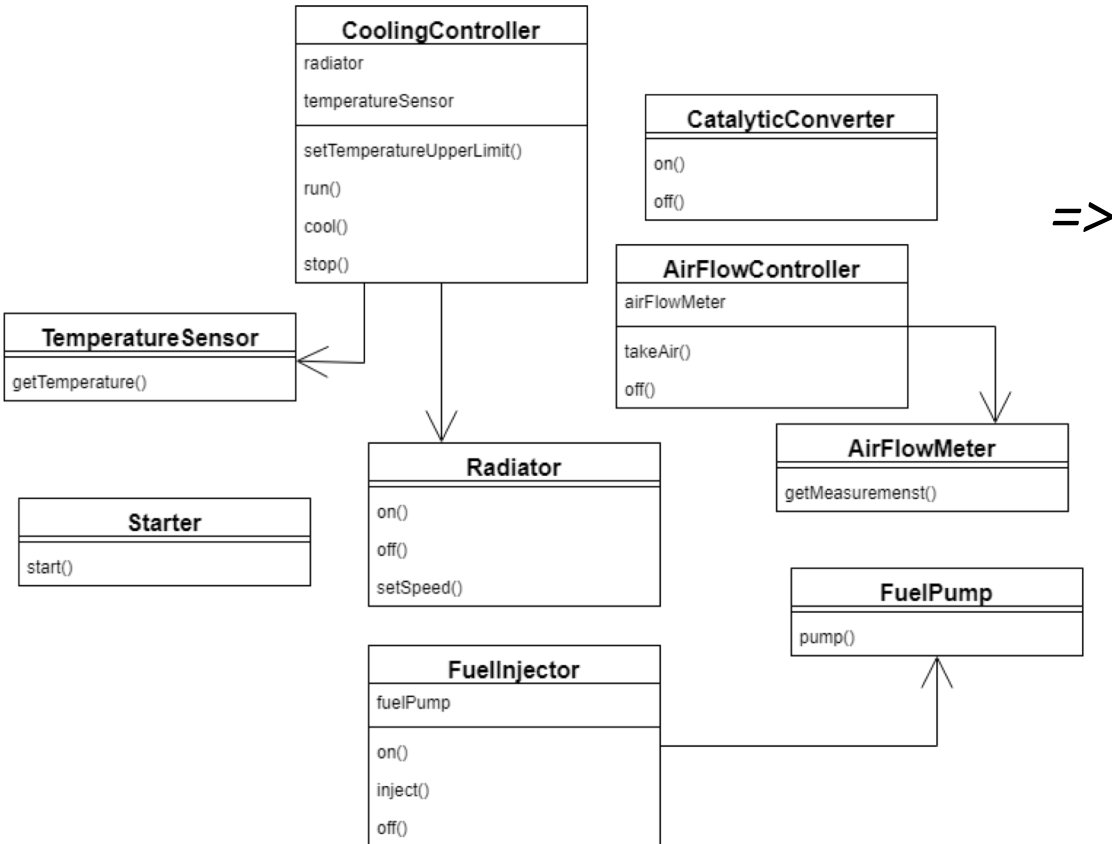 CoolingController
radiator
temperatureSensor
setTemperatureUpperLimit()
run()
cool()
stop()
CatalyticConverter
on()
off()
=>
AirFlowController
airFlowMeter
takeAir()
off()
TemperatureSensor
getTemperature()
AirFlowMeter
getMeasuremenst()
Radiator
on()
off()
setSpeed()
Starter
start()
FuelPump
pump()
FuelInjector
fuelPump
on()
inject()
off()